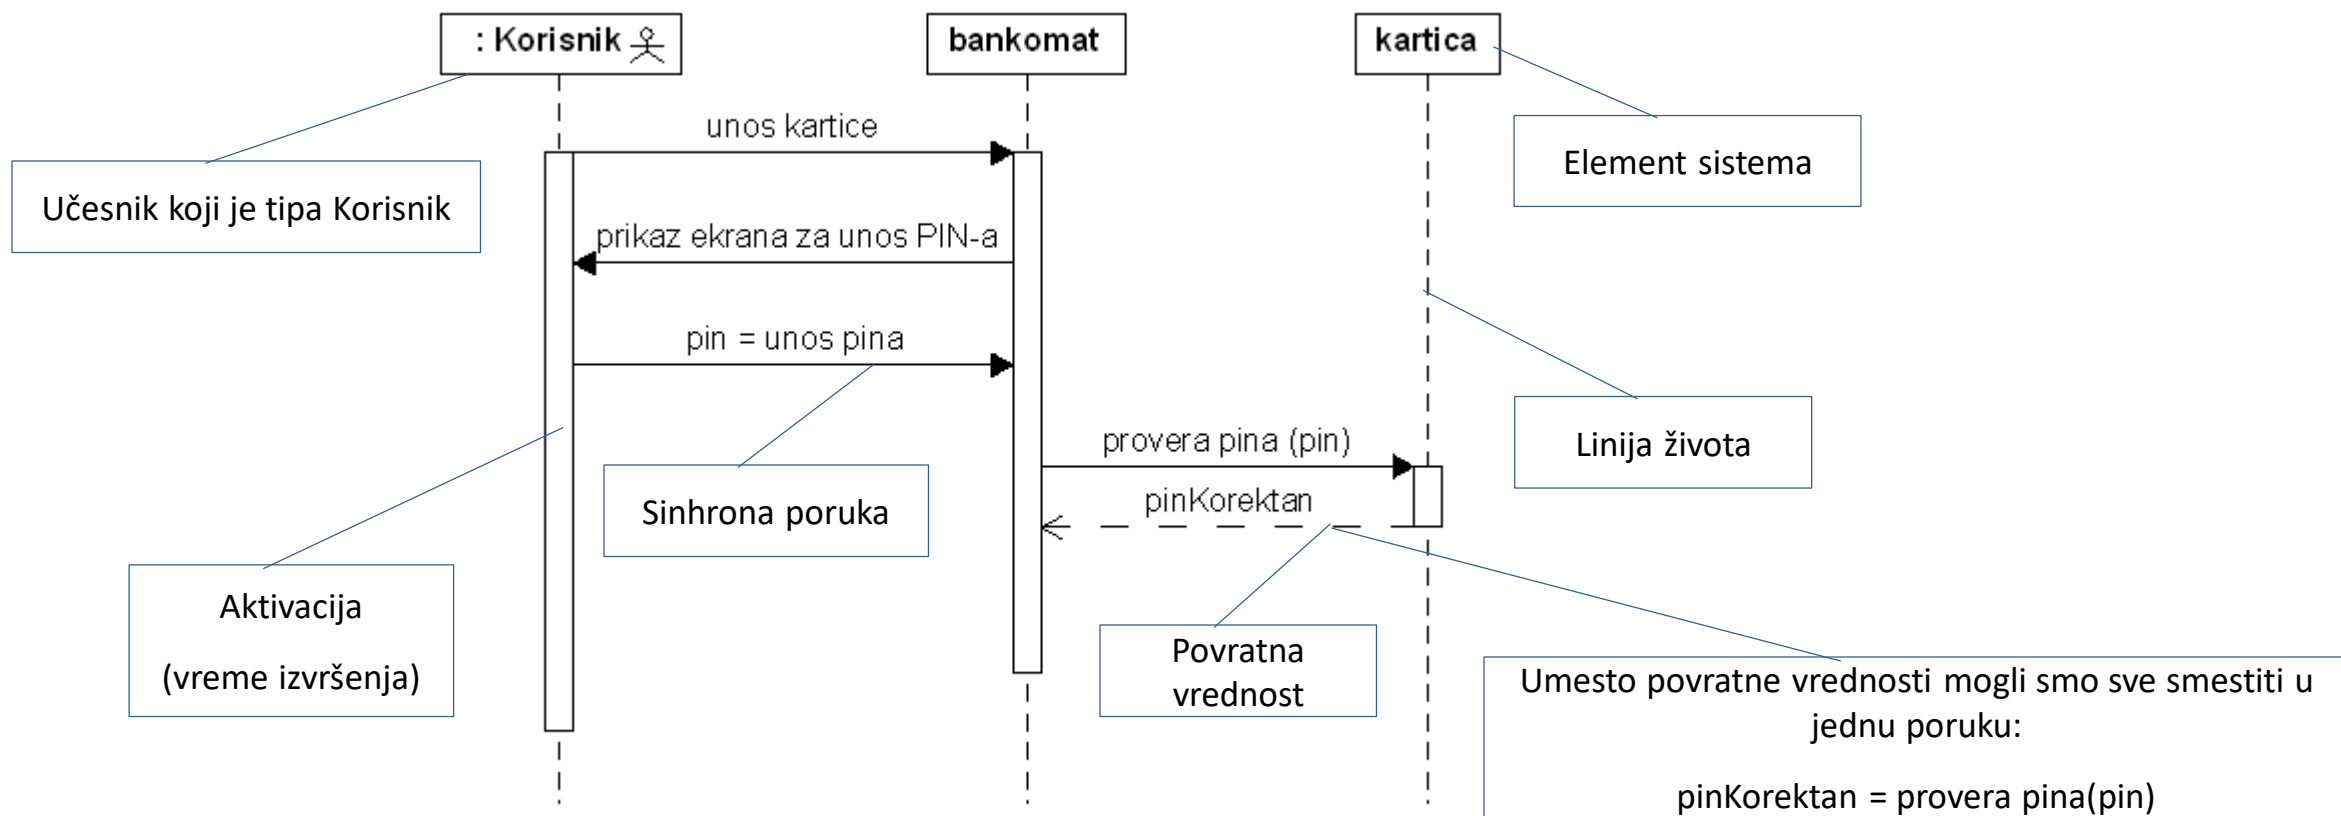 : Korisnik
bankomat
kartica
unos kartice
Element sistema
Učesnik koji je tipa Korisnik
prikaz ekrana za unos PIN-a
pin = unos pina
provera pina (pin)
Linija života
pinKorektan
Sinhrona poruka
Aktivacija
(vreme izvršenja)
Povratna
vrednost
Umesto povratne vrednosti mogli smo sve smestiti u
jednu poruku:
pinKorektan = provera pina(pin)